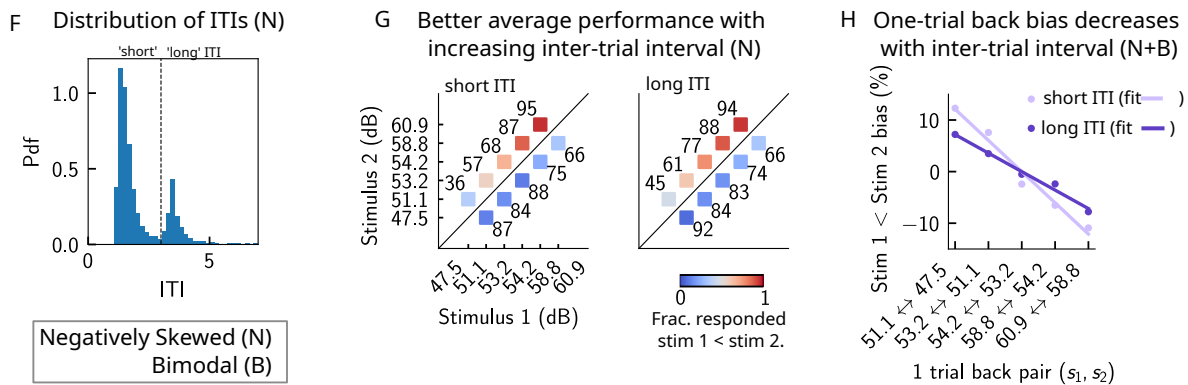 F
Distribution of ITIs (N)
'short' 'long' ITI
1.0
0.5
0.0
Pdf
0 5
ITI
Negatively Skewed (N)
Bimodal (B)
G
Better average performance with
increasing inter-trial interval (N)
short ITI
Stimulus 2 (dB)
60.9
58.8
54.2
53.2
51.1
47.5
95
87
68
57
36
66
75
88
84
87
47.5 51.1 53.2 54.2 58.8 60.9
Stimulus 1 (dB)
long ITI
94
88
77
61
45
66
74
83
84
92
0 1
Frac. responded
stim 1 < stim 2.
H
One-trial back bias decreases
with inter-trial interval (N+B)
Stim 1 < Stim 2 bias (%)
short ITI (fit )
long ITI (fit )
10
0
−10
51.1 ↔ 47.5
53.2 ↔ 51.1
54.2 ↔ 53.2
58.8 ↔ 54.2
60.9 ↔ 58.8
1 trial back pair (s₁, s₂)